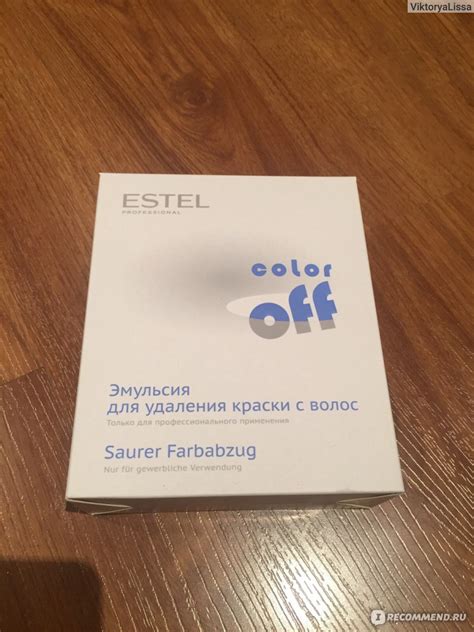 ViktoryaLissa
ESTEL
PROFESSIONAL
color
off
Эмульсия
для удаления краски с волос
Только для профессионального применения
Saurer Farbabzug
Nur für gewerbliche Verwendung
I RECOMMEND.RU